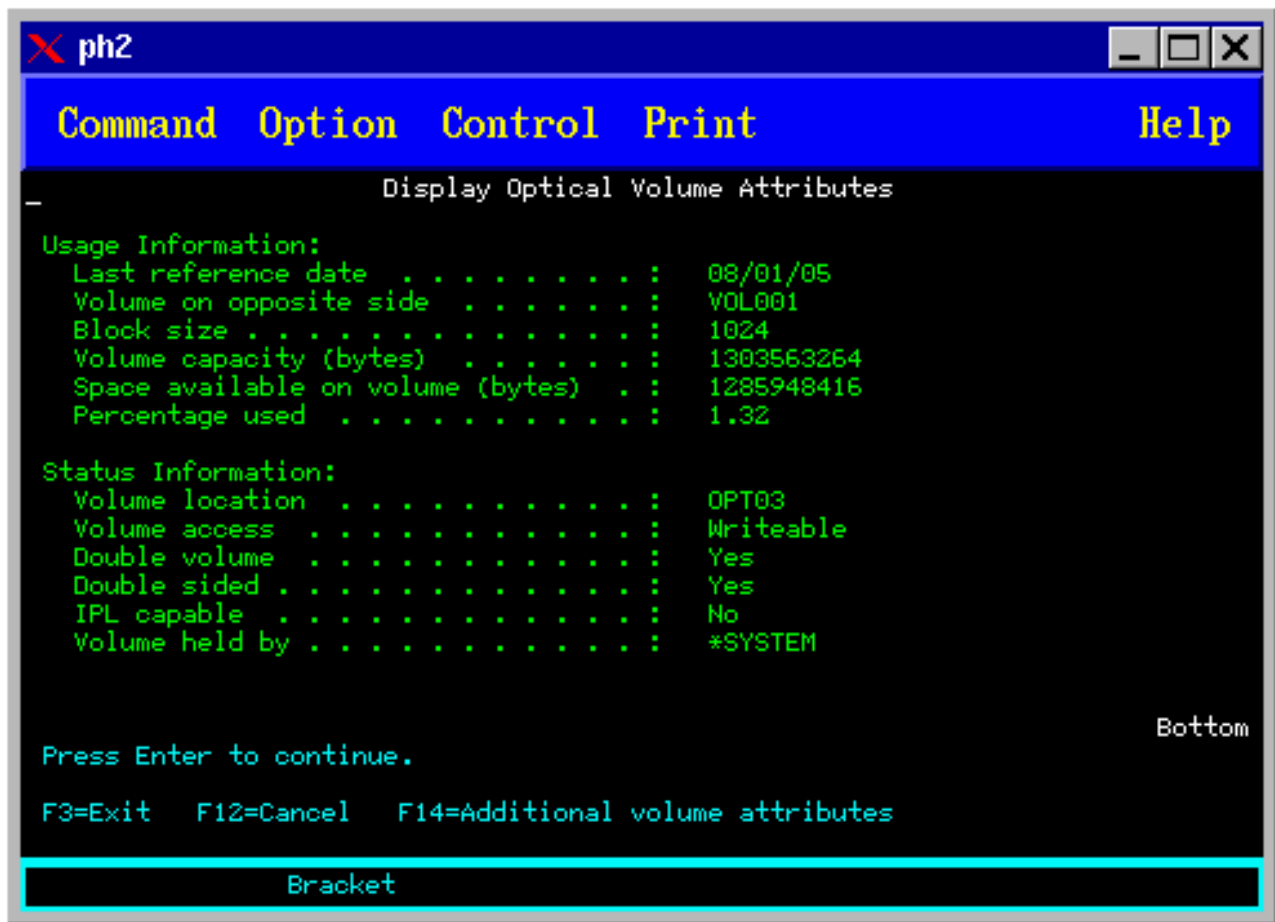 ph2
Command Option Control Print Help
Display Optical Volume Attributes
Usage Information:
Last reference date . . . . . . . . : 08/01/05
Volume on opposite side . . . . . . : VOL001
Block size . . . . . . . . . . . . . : 1024
Volume capacity (bytes) . . . . . . : 1303563264
Space available on volume (bytes) . : 1285948416
Percentage used . . . . . . . . . . : 1.32
Status Information:
Volume location . . . . . . . . . . : OPT03
Volume access . . . . . . . . . . . : Writeable
Double volume . . . . . . . . . . . : Yes
Double sided . . . . . . . . . . . . : Yes
IPL capable . . . . . . . . . . . . : No
Volume held by . . . . . . . . . . . : *SYSTEM
Bottom
Press Enter to continue.
F3=Exit F12=Cancel F14=Additional volume attributes
Bracket